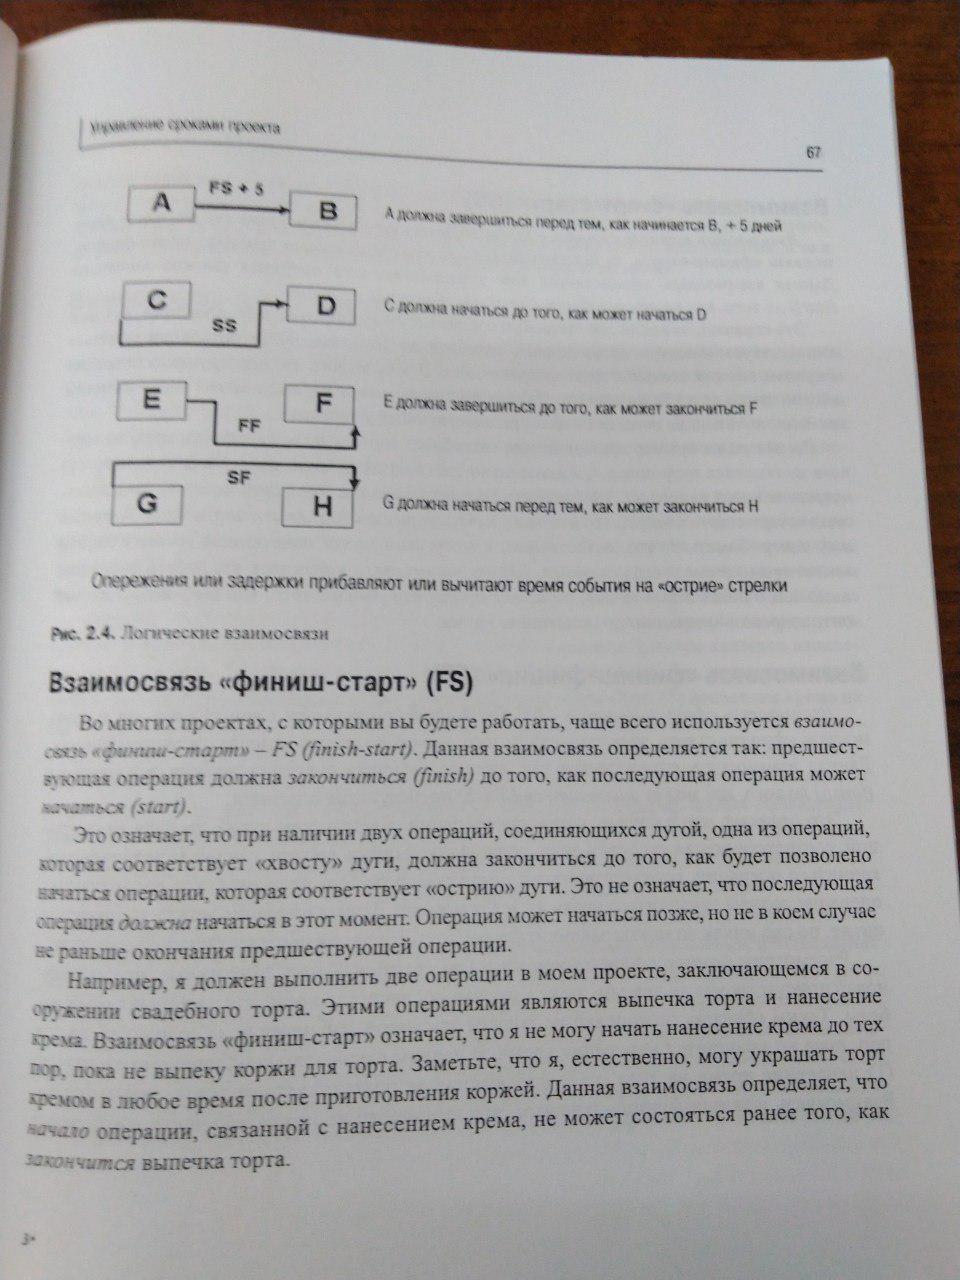 Управление сроками проекта
67
A
FS + 5
B
А должна завершиться перед тем, как начинается В, + 5 дней
C
SS
D
С должна начаться до того, как может начаться D
E
FF
F
Е должна завершиться до того, как может закончиться F
G
SF
H
G должна начаться перед тем, как может закончиться Н
Опережения или задержки прибавляют или вычитают время события на «острие» стрелки
Рис. 2.4. Логические взаимосвязи
Взаимосвязь «финиш-старт» (FS)
Во многих проектах, с которыми вы будете работать, чаще всего используется взаимо-
связь «финиш-старт» – FS (finish-start). Данная взаимосвязь определяется так: предшест-
вующая операция должна закончиться (finish) до того, как последующая операция может
начаться (start).
Это означает, что при наличии двух операций, соединяющихся дугой, одна из операций,
которая соответствует «хвосту» дуги, должна закончиться до того, как будет позволено
начаться операции, которая соответствует «острию» дуги. Это не означает, что последующая
операция должна начаться в этот момент. Операция может начаться позже, но не в коем случае
не раньше окончания предшествующей операции.
Например, я должен выполнить две операции в моем проекте, заключающемся в со-
оружении свадебного торта. Этими операциями являются выпечка торта и нанесение
крема. Взаимосвязь «финиш-старт» означает, что я не могу начать нанесение крема до тех
пор, пока не выпеку коржи для торта. Заметьте, что я, естественно, могу украшать торт
кремом в любое время после приготовления коржей. Данная взаимосвязь определяет, что
начало операции, связанной с нанесением крема, не может состояться ранее того, как
закончится выпечка торта.
3*